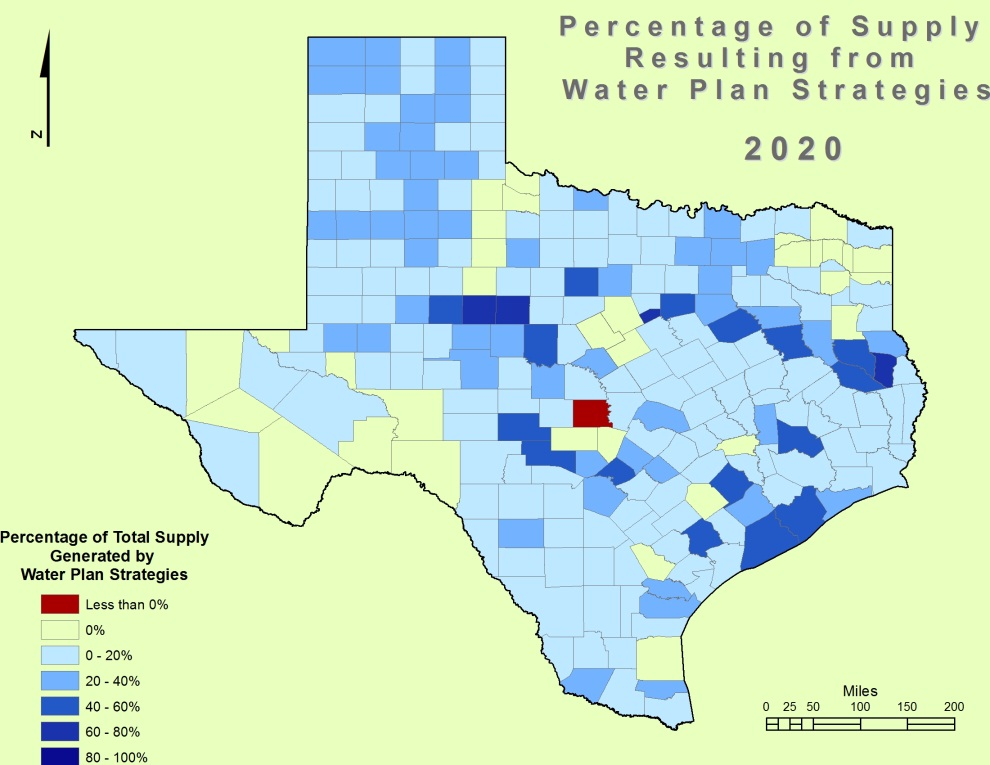 Percentage of Supply
Resulting from
Water Plan Strategies
2020
N
Percentage of Total Supply
Generated by
Water Plan Strategies
Less than 0%
0%
0 - 20%
20 - 40%
40 - 60%
60 - 80%
80 - 100%
Miles
0 25 50 100 150 200